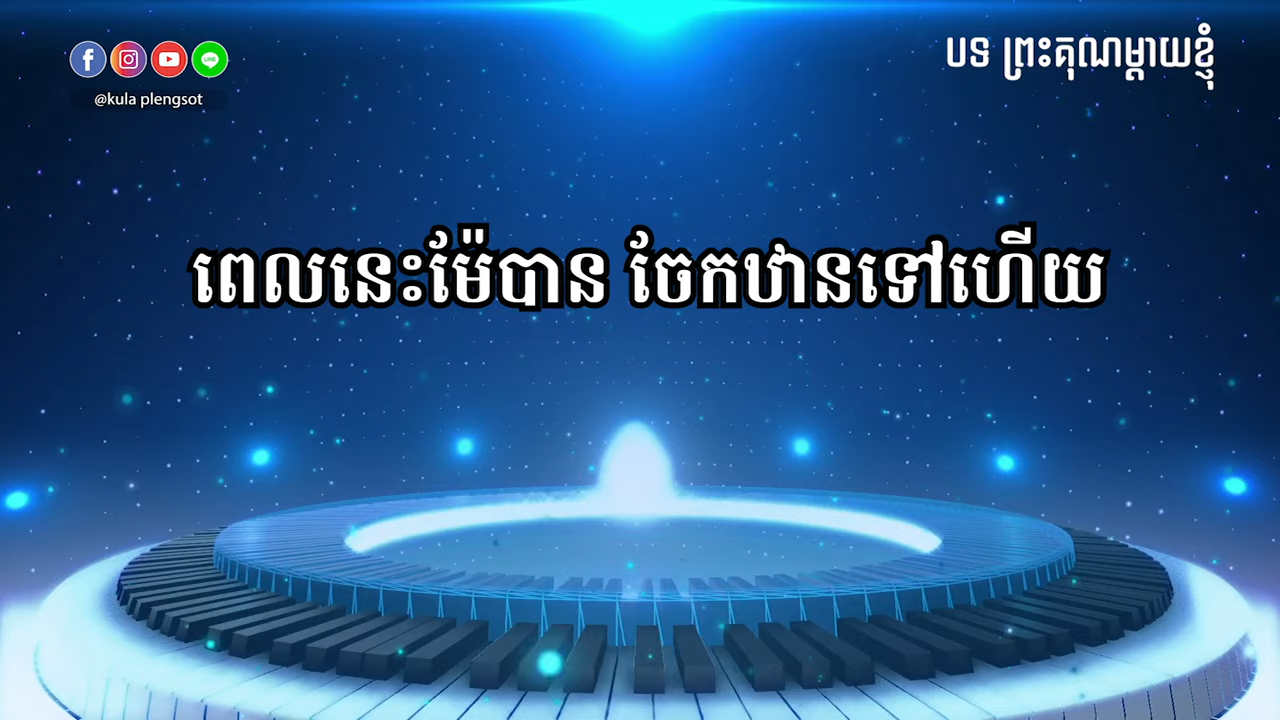 បទ ព្រះគុណម្ដាយខ្ញុំ
@kula plengsot
ពេលនេះម៉ែបាន ចែកឋានទៅហើយ